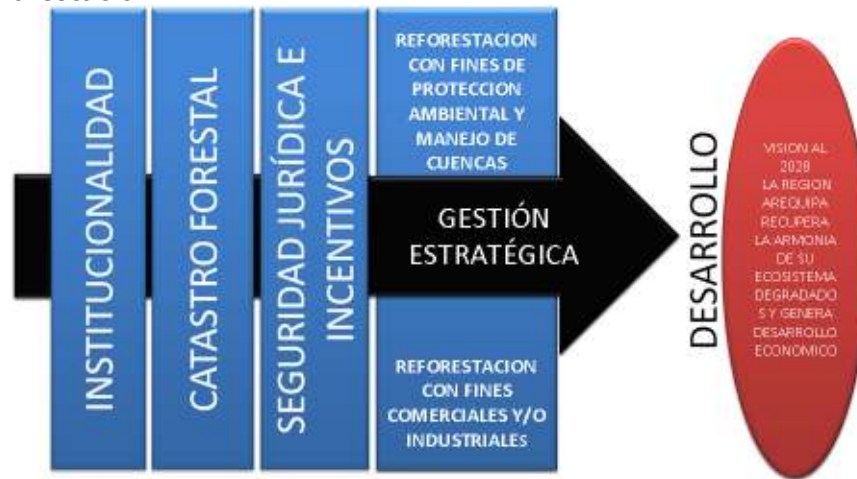 INSTITUCIONALIDAD
CATASTRO FORESTAL
SEGURIDAD JURÍDICA E
INCENTIVOS
REFORESTACION
CON FINES DE
PROTECCION
AMBIENTAL Y
MANEJO DE
CUENCAS
GESTIÓN
ESTRATÉGICA
REFORESTACION
CON FINES
COMERCIALES Y/O
INDUSTRIALES
DESARROLLO
VISION AL
2028
LA REGION
AREQUIPA
RECUPERA
LA ARMONIA
DE SU
ECOSISTEMA
DEGRADADO
S Y GENERA
DESARROLLO
ECONOMICO